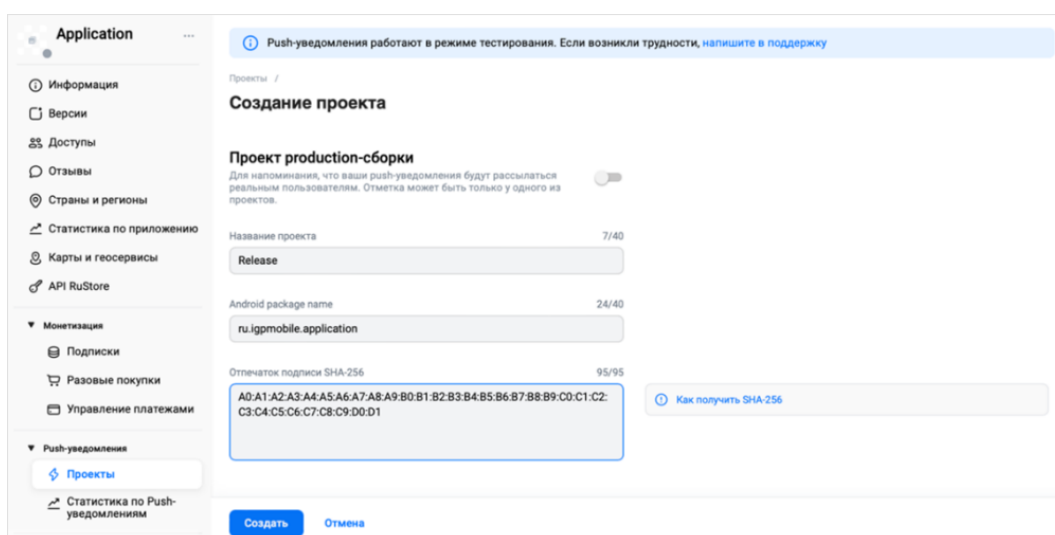 Application
...
Информация
Версии
Доступы
Отзывы
Страны и регионы
Статистика по приложению
Карты и геосервисы
API RuStore
Монетизация
Подписки
Разовые покупки
Управление платежами
Push-уведомления
Проекты
Статистика по Push-
уведомлениям
Push-уведомления работают в режиме тестирования. Если возникли трудности, напишите в поддержку
Проекты /
Создание проекта
Проект production-сборки
Для напоминания, что ваши push-уведомления будут рассылаться
реальным пользователям. Отметка может быть только у одного из
проектов.
Название проекта 7/40
Release
Android package name 24/40
ru.igpmobile.application
Отпечаток подписи SHA-256 95/95
A0:A1:A2:A3:A4:A5:A6:A7:A8:A9:B0:B1:B2:B3:B4:B5:B6:B7:B8:B9:C0:C1:C2:
C3:C4:C5:C6:C7:C8:C9:D0:D1
Как получить SHA-256
Создать Отмена